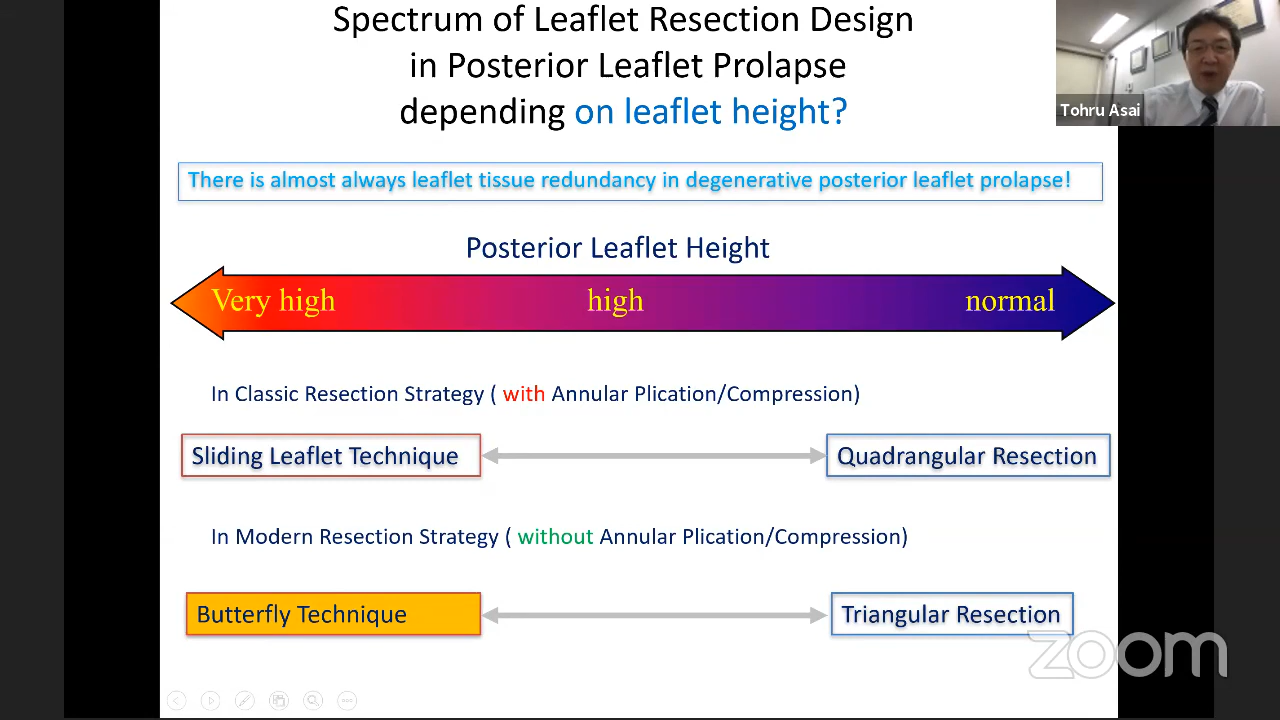 Spectrum of Leaflet Resection Design
in Posterior Leaflet Prolapse
depending on leaflet height?
Tohru Asai
There is almost always leaflet tissue redundancy in degenerative posterior leaflet prolapse!
Posterior Leaflet Height
Very high high normal
In Classic Resection Strategy ( with Annular Plication/Compression)
Sliding Leaflet Technique Quadrangular Resection
In Modern Resection Strategy ( without Annular Plication/Compression)
Butterfly Technique Triangular Resection
zoom